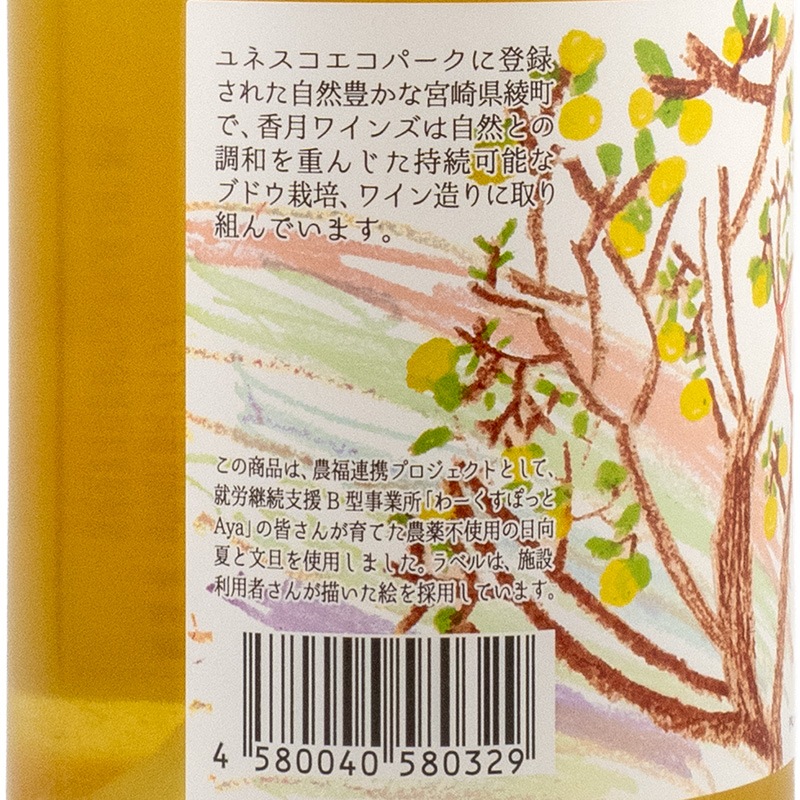 ユネスコエコパークに登録
された自然豊かな宮崎県綾町
で、香月ワインズは自然との
調和を重んじた持続可能な
ブドウ栽培、ワイン造りに取り
組んでいます。
この商品は、農福連携プロジェクトとして、
就労継続支援B型事業所「わーくすぽっと
Aya」の皆さんが育てた農薬不使用の日向
夏と文旦を使用しました。ラベルは、施設
利用者さんが描いた絵を採用しています。
4 580040 580329